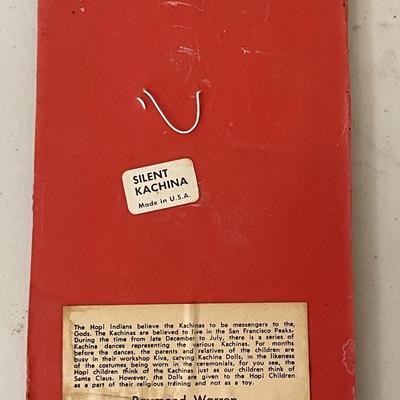 SILENT
KACHINA
Made in U.S.A.
The Hopi Indians believe the Kachinas to be messengers to the,
Gods. The Kachinas are believed to live in the San Francisco Peaks.
During the time from late December to July, there is a series of
Kachina dances representing the various Kachinas. For months
before the dances, the parents and relatives of the children are
busy in their workshop Kiva, carving Kachina Dolls, in the likeness
of the costumes being worn in the ceremonies, for you see, the
Hopi children think of the Kachinas just as our children think of
Santa Claus. However, the Dolls are given to the Hopi Children
as a part of their religious training and not as a toy.
Raymond Warren